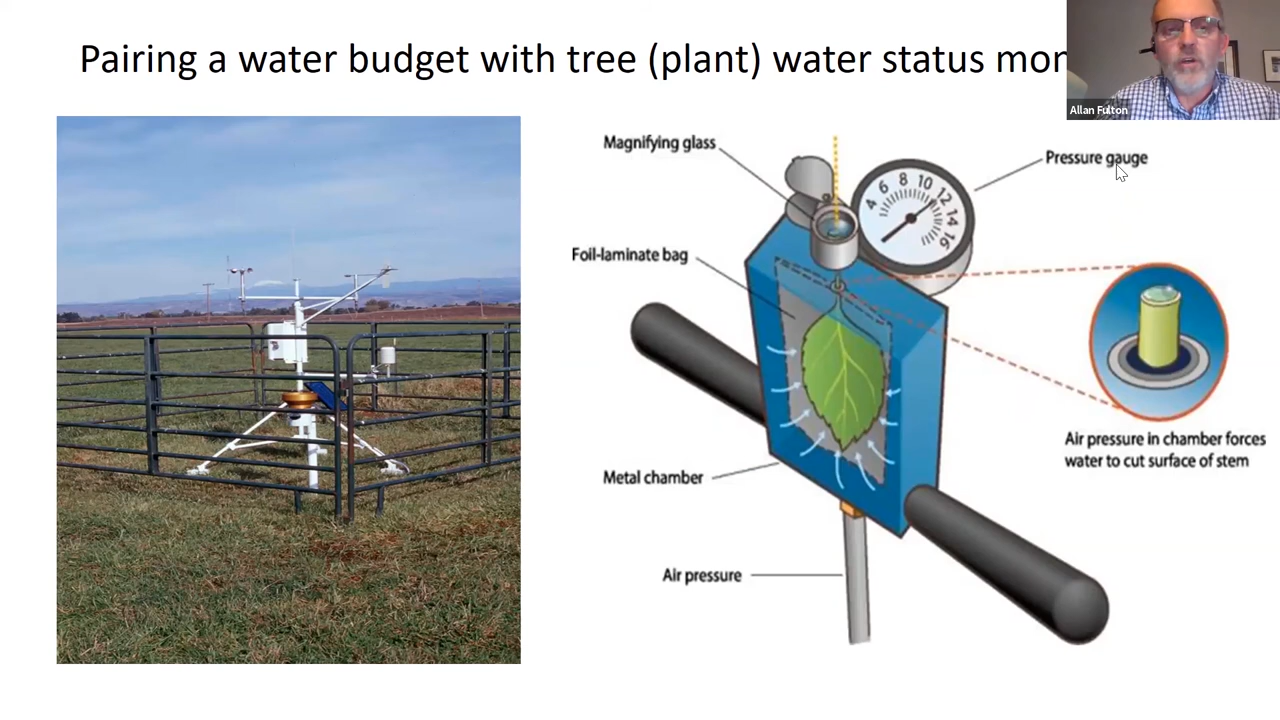 Pairing a water budget with tree (plant) water status mon
Allan Fulton
Magnifying glass
Pressure gauge
4 6 8 10 12 14 16
Foil-laminate bag
Air pressure in chamber forces
water to cut surface of stem
Metal chamber
Air pressure